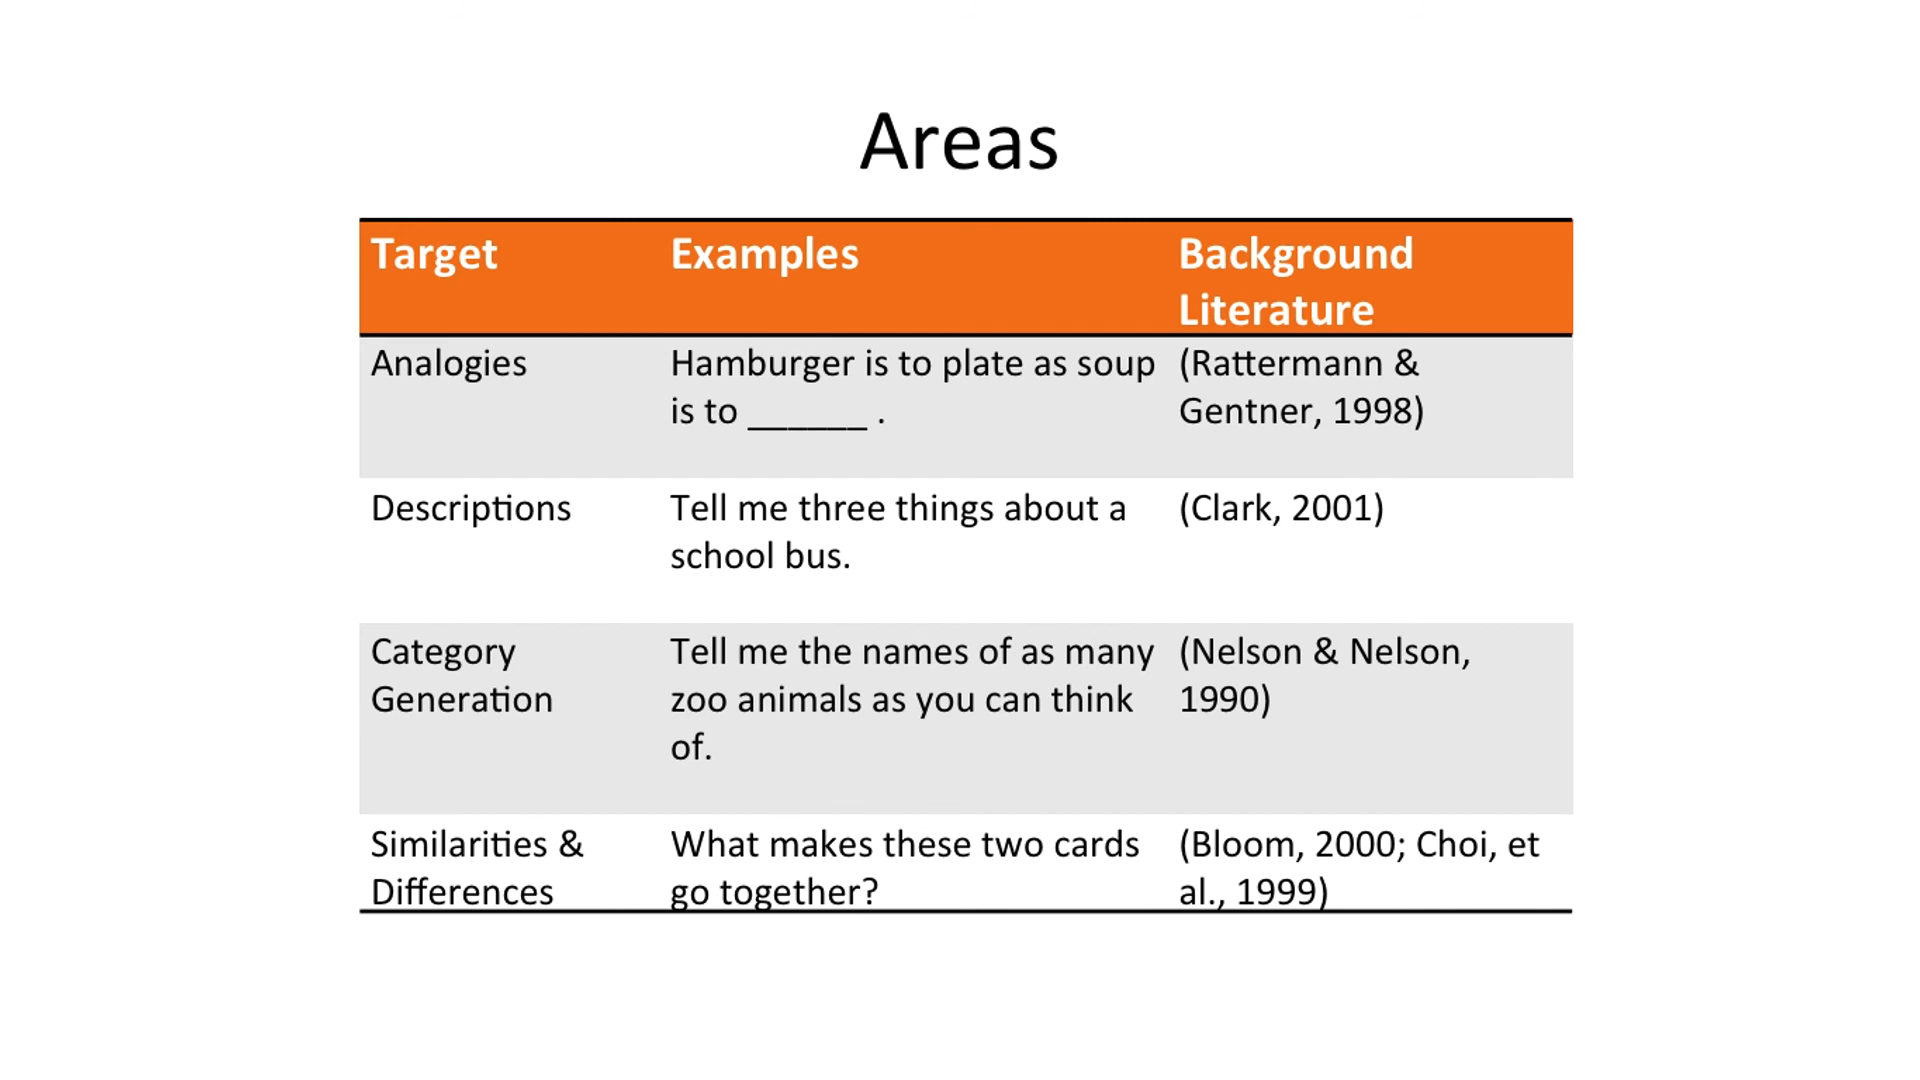 Areas
Target
Examples
Background
Literature
Analogies
Hamburger is to plate as soup
is to ______ .
(Rattermann &
Gentner, 1998)
Descriptions
Tell me three things about a
school bus.
(Clark, 2001)
Category
Generation
Tell me the names of as many
zoo animals as you can think
of.
(Nelson & Nelson,
1990)
Similarities &
Differences
What makes these two cards
go together?
(Bloom, 2000; Choi, et
al., 1999)